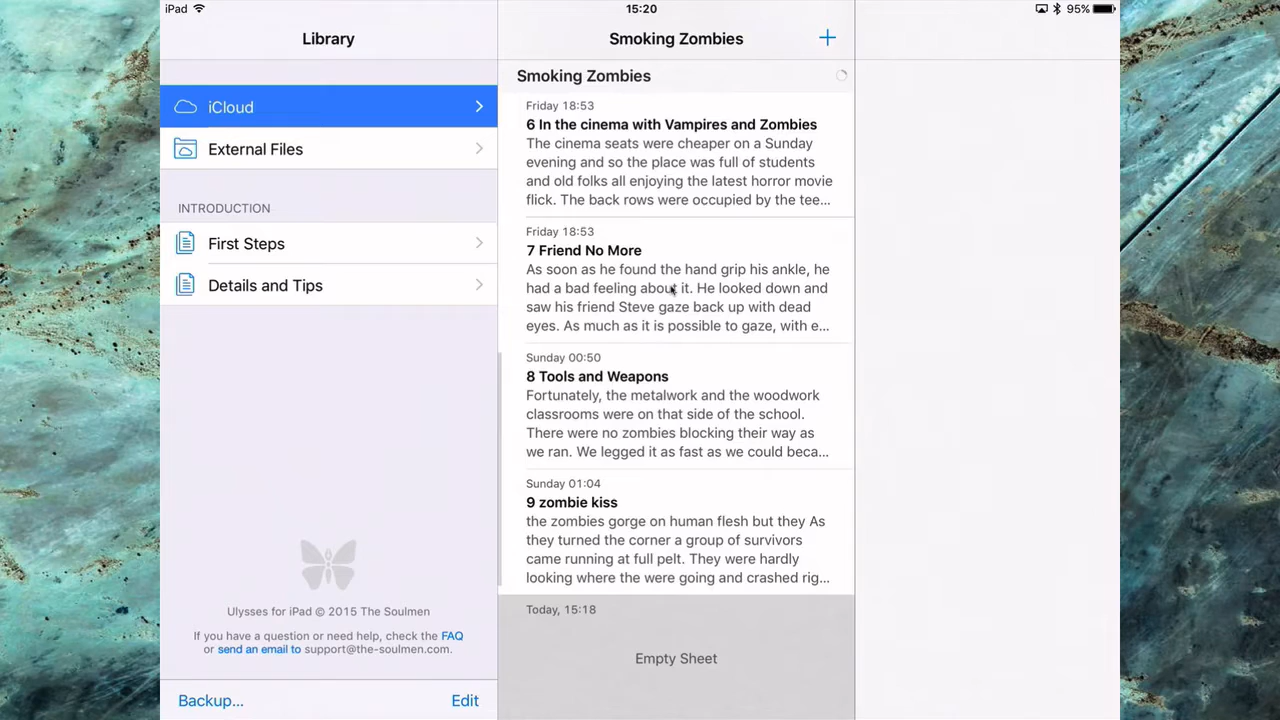 iPad
15:20
95%
Library
iCloud
External Files
INTRODUCTION
First Steps
Details and Tips
Ulysses for iPad © 2015 The Soulmen
If you have a question or need help, check the FAQ
or send an email to support@the-soulmen.com.
Backup...
Edit
Smoking Zombies
+
Smoking Zombies
Friday 18:53
6 In the cinema with Vampires and Zombies
The cinema seats were cheaper on a Sunday
evening and so the place was full of students
and old folks all enjoying the latest horror movie
flick. The back rows were occupied by the tee...
Friday 18:53
7 Friend No More
As soon as he found the hand grip his ankle, he
had a bad feeling about it. He looked down and
saw his friend Steve gaze back up with dead
eyes. As much as it is possible to gaze, with e...
Sunday 00:50
8 Tools and Weapons
Fortunately, the metalwork and the woodwork
classrooms were on that side of the school.
There were no zombies blocking their way as
we ran. We legged it as fast as we could beca...
Sunday 01:04
9 zombie kiss
the zombies gorge on human flesh but they As
they turned the corner a group of survivors
came running at full pelt. They were hardly
looking where the were going and crashed rig...
Today, 15:18
Empty Sheet